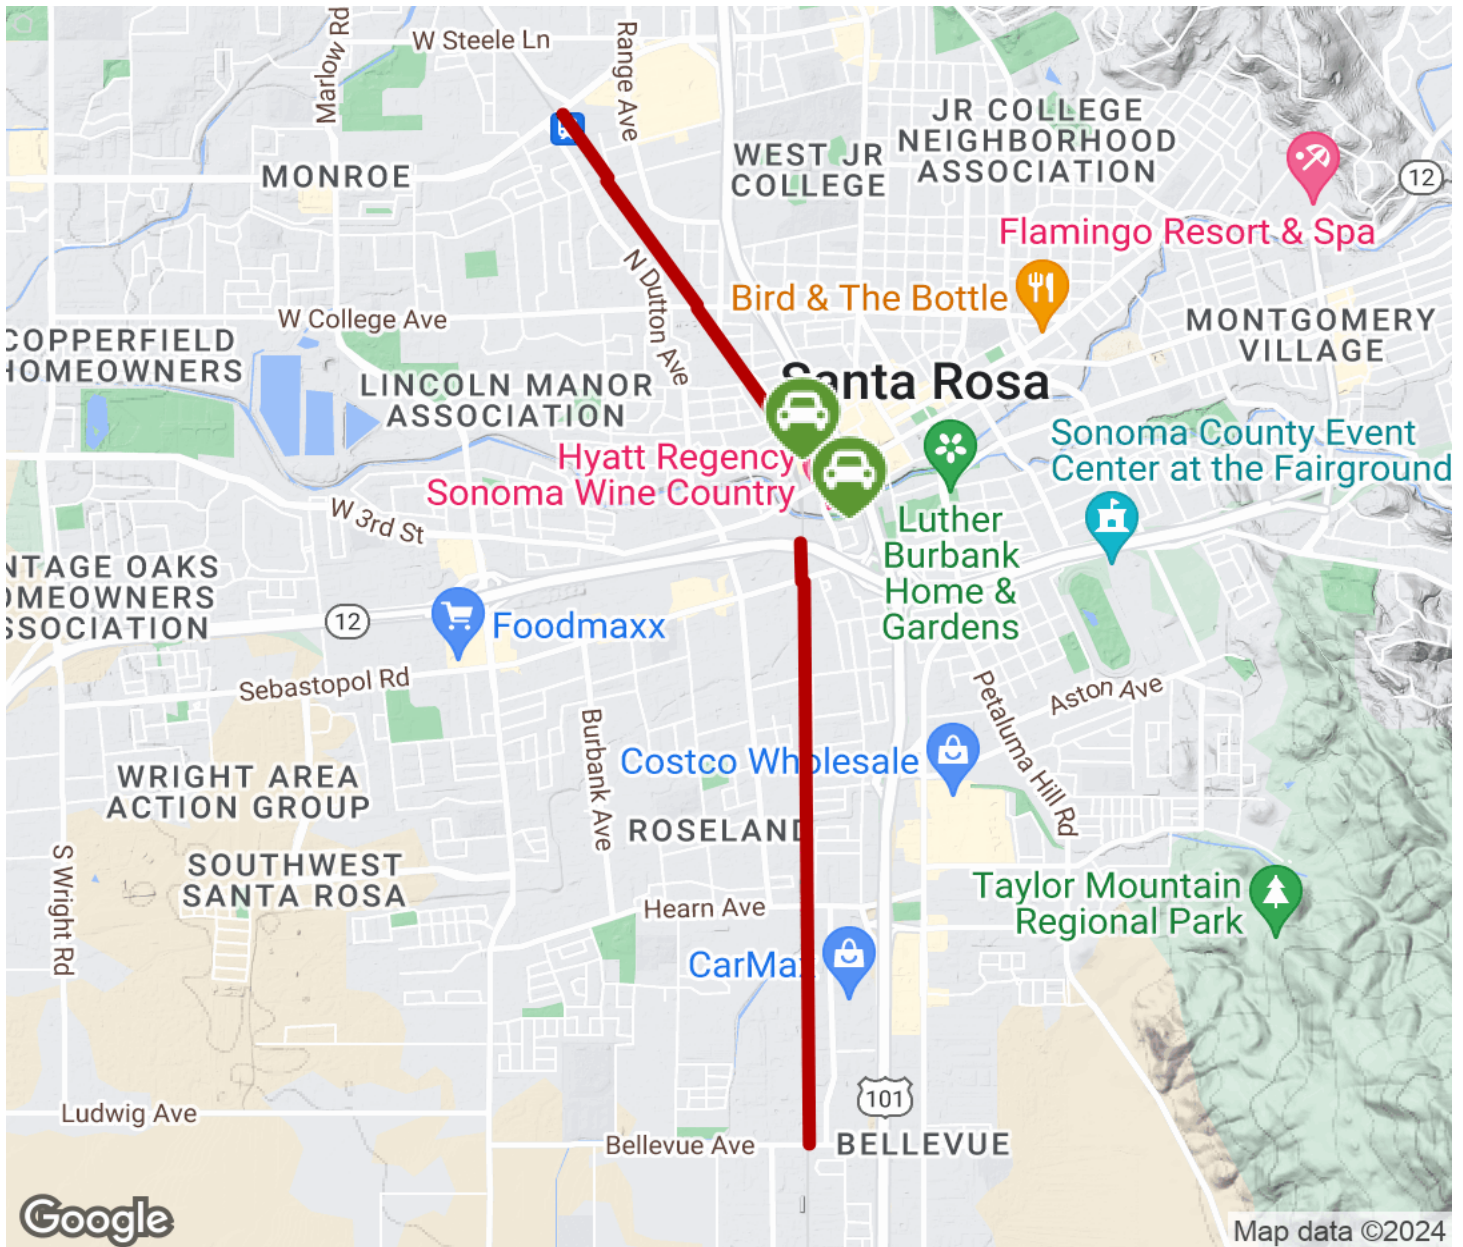 W Steele Ln
Marlow Rd
Range Ave
JR COLLEGE
NEIGHBORHOOD
ASSOCIATION
WEST JR
COLLEGE
MONROE
12
Flamingo Resort & Spa
N Dutton Ave
Bird & The Bottle
W College Ave
MONTGOMERY
VILLAGE
COPPERFIELD
HOMEOWNERS
LINCOLN MANOR
ASSOCIATION
Santa Rosa
Hyatt Regency
Sonoma Wine Country
Sonoma County Event
Center at the Fairground
W 3rd St
Luther
Burbank
Home &
Gardens
NTAGE OAKS
OMEOWNERS
SSOCIATION
12
Foodmaxx
Sebastopol Rd
Aston Ave
Petaluma Hill Rd
Burbank Ave
Costco Wholesale
WRIGHT AREA
ACTION GROUP
ROSELAND
SOUTHWEST
SANTA ROSA
S Wright Rd
Hearn Ave
Taylor Mountain
Regional Park
CarMax
101
Ludwig Ave
Bellevue Ave
BELLEVUE
Google
Map data ©2024